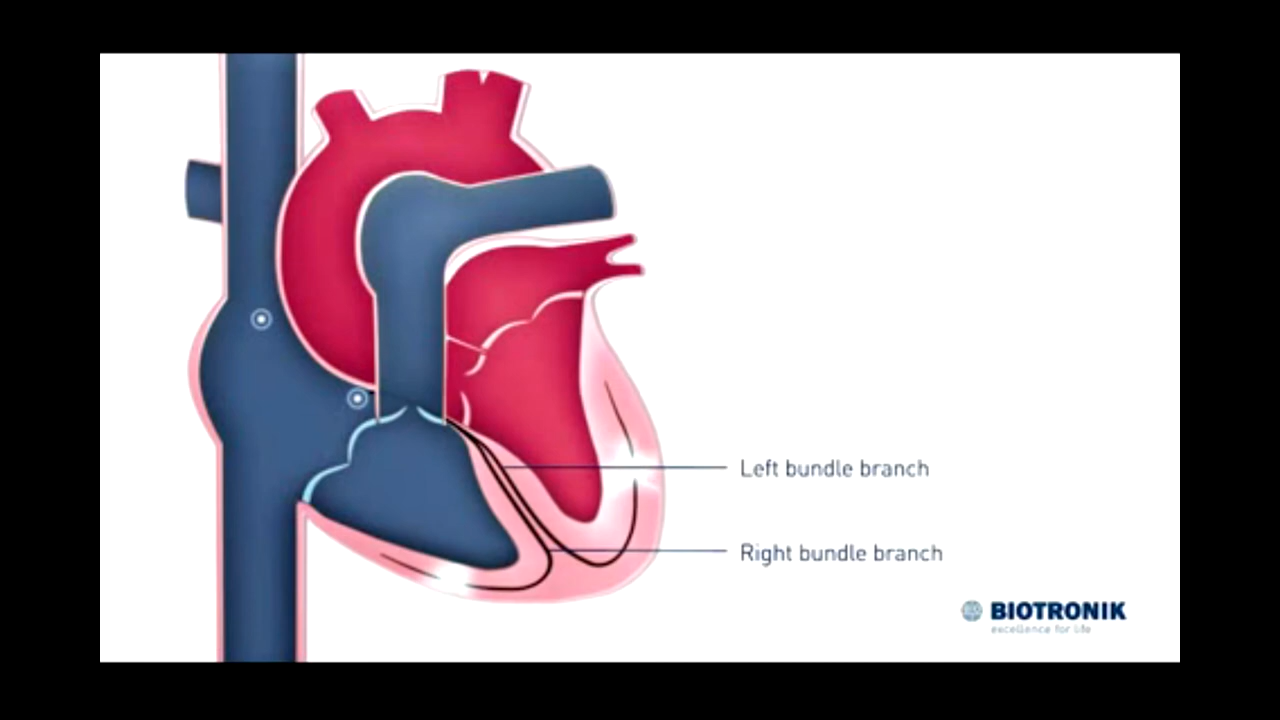 Left bundle branch
Right bundle branch
BIOTRONIK
excellence for life